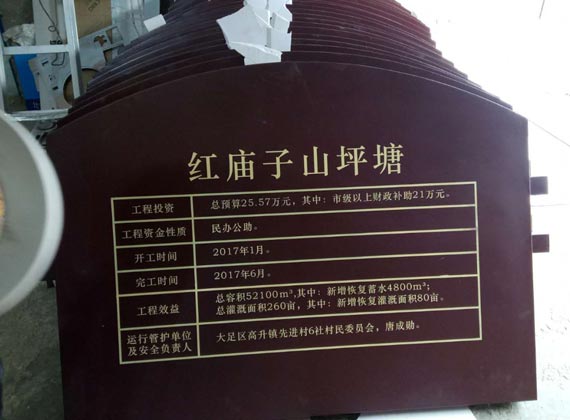 红庙子山坪塘
工程投资 总预算25.57万元，其中：市级以上财政补助21万元。
工程资金性质 民办公助。
开工时间 2017年1月。
完工时间 2017年6月。
工程效益 总容积52100m³,其中：新增恢复蓄水4800m³；
总灌溉面积260亩，其中：新增恢复灌溉面积80亩。
运行管护单位
及安全负责人 大足区高升镇先进村6社村民委员会，唐成勋。